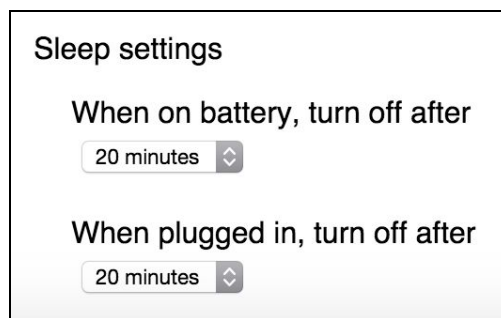 Sleep settings
When on battery, turn off after
20 minutes
When plugged in, turn off after
20 minutes